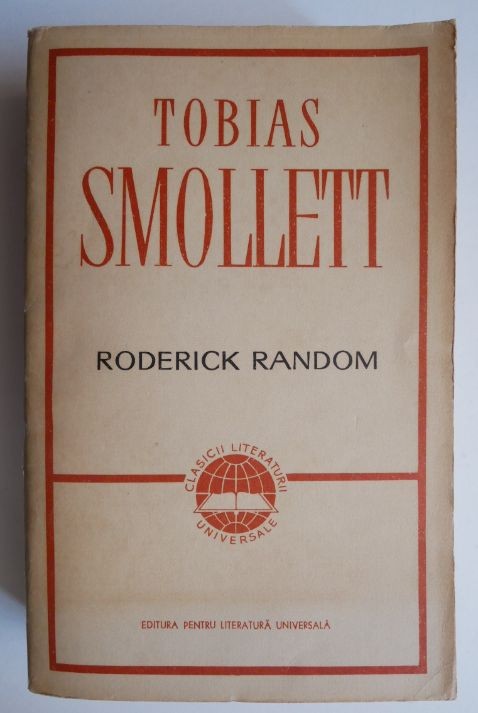 TOBIAS
SMOLLETT
RODERICK RANDOM
CLASICII LITERATURII
UNIVERSALE
EDITURA PENTRU LITERATURĂ UNIVERSALĂ